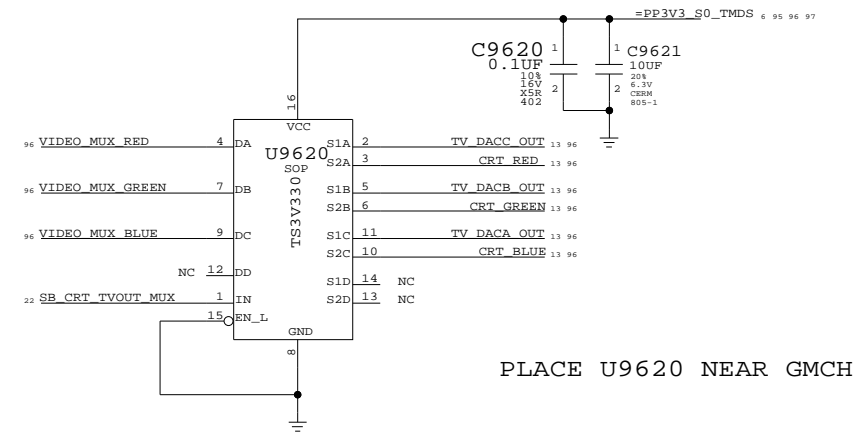 =PP3V3_S0_TMDS 6 95 96 97
C9620 1
0.1UF
10%
16V
X5R
402
2
1 C9621
10UF
20%
6.3V
CERM
805-1
2
16
VCC
96 VIDEO_MUX_RED 4 DA
U9620
SOP
TS3V330
S1A 2 TV_DACC_OUT 13 96
S2A 3 CRT_RED 13 96
96 VIDEO_MUX_GREEN 7 DB
S1B 5 TV_DACB_OUT 13 96
S2B 6 CRT_GREEN 13 96
96 VIDEO_MUX_BLUE 9 DC
S1C 11 TV_DACA_OUT 13 96
S2C 10 CRT_BLUE 13 96
NC 12 DD
S1D 14 NC
22 SB_CRT_TVOUT_MUX 1 IN
S2D 13 NC
15 EN_L
GND
8
PLACE U9620 NEAR GMCH